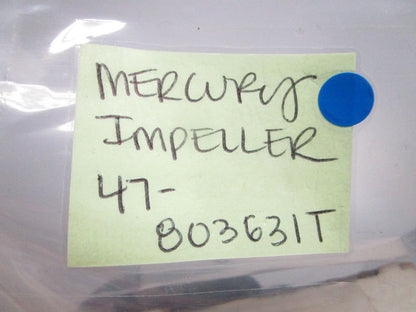 MERCURY
IMPELLER
47-
803631T